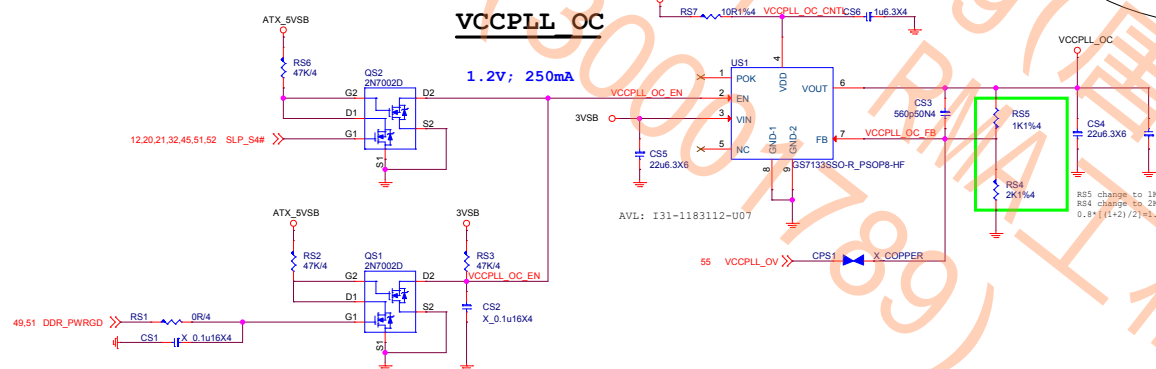 VCCPLL_OC
1.2V; 250mA
ATX_5VSB
RS6
47K/4
QS2
2N7002D
G2
D2
D1
S2
G1
S1
12,20,21,32,45,51,52 SLP_S4#
ATX_5VSB
RS2
47K/4
QS1
2N7002D
G2
D2
D1
S2
G1
S1
3VSB
RS3
47K/4
VCCPLL_OC_EN
CS2
X_0.1u16X4
49,51 DDR_PWRGD
RS1
0R/4
CS1
X_0.1u16X4
RS7
10R1%4
VCCPLL_OC_CNTL
CS6
1u6.3X4
VCCPLL_OC_EN
3VSB
CS5
22u6.3X6
US1
1
POK
2
EN
3
VIN
5
NC
4
VDD
6
VOUT
7
FB
GND-1
GND-2
8
9
GS7133SSO-R_PSOP8-HF
AVL: I31-1183112-U07
VCCPLL_OC_FB
CS3
560p50N4
RS5
1K1%4
RS4
2K1%4
VCCPLL_OC
CS4
22u6.3X6
RS5 change to 1K
RS4 change to 2K
0.8*[(1+2)/2]=1.
55 VCCPLL_OV
CPS1
X_COPPER
(30001789)
RMA工